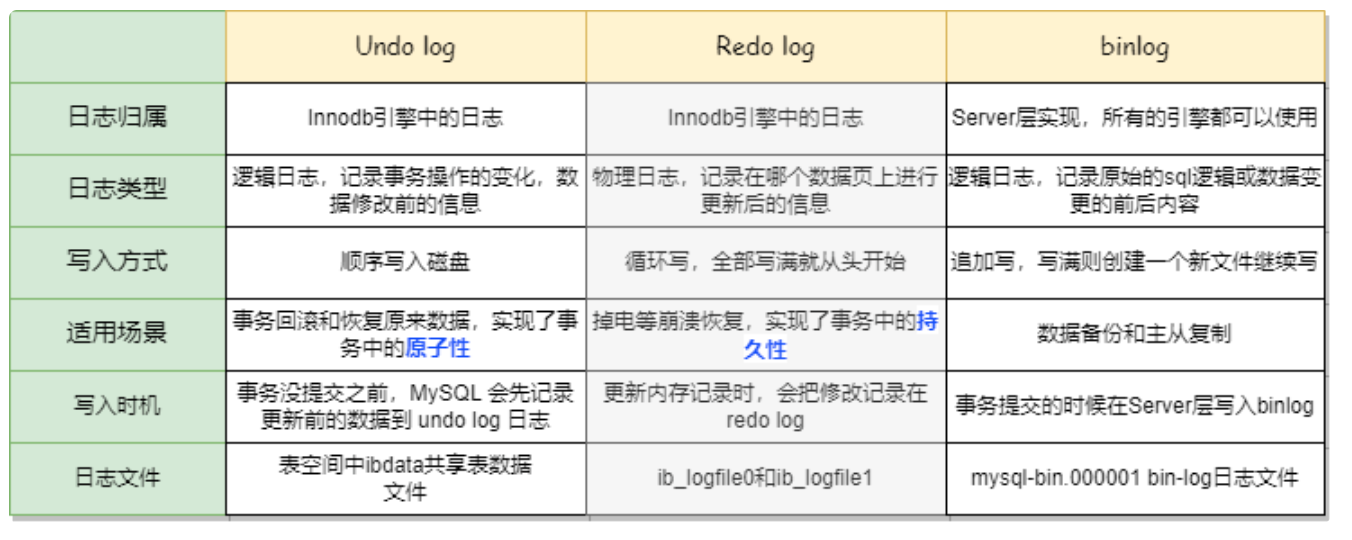 Undo log
Redo log
binlog
日志归属
Innodb引擎中的日志
Innodb引擎中的日志
Server层实现，所有的引擎都可以使用
日志类型
逻辑日志，记录事务操作的变化，数
据修改前的信息
物理日志，记录在哪个数据页上进行
更新后的信息
逻辑日志，记录原始的sql逻辑或数据变
更的前后内容
写入方式
顺序写入磁盘
循环写，全部写满就从头开始
追加写，写满则创建一个新文件继续写
适用场景
事务回滚和恢复原来数据，实现了事
务中的原子性
掉电等崩溃恢复，实现了事务中的持
久性
数据备份和主从复制
写入时机
事务没提交之前，MySQL 会先记录
更新前的数据到 undo log 日志
更新内存记录时，会把修改记录在
redo log
事务提交的时候在Server层写入binlog
日志文件
表空间中ibdata共享表数据
文件
ib_logfile0和ib_logfile1
mysql-bin.000001 bin-log日志文件